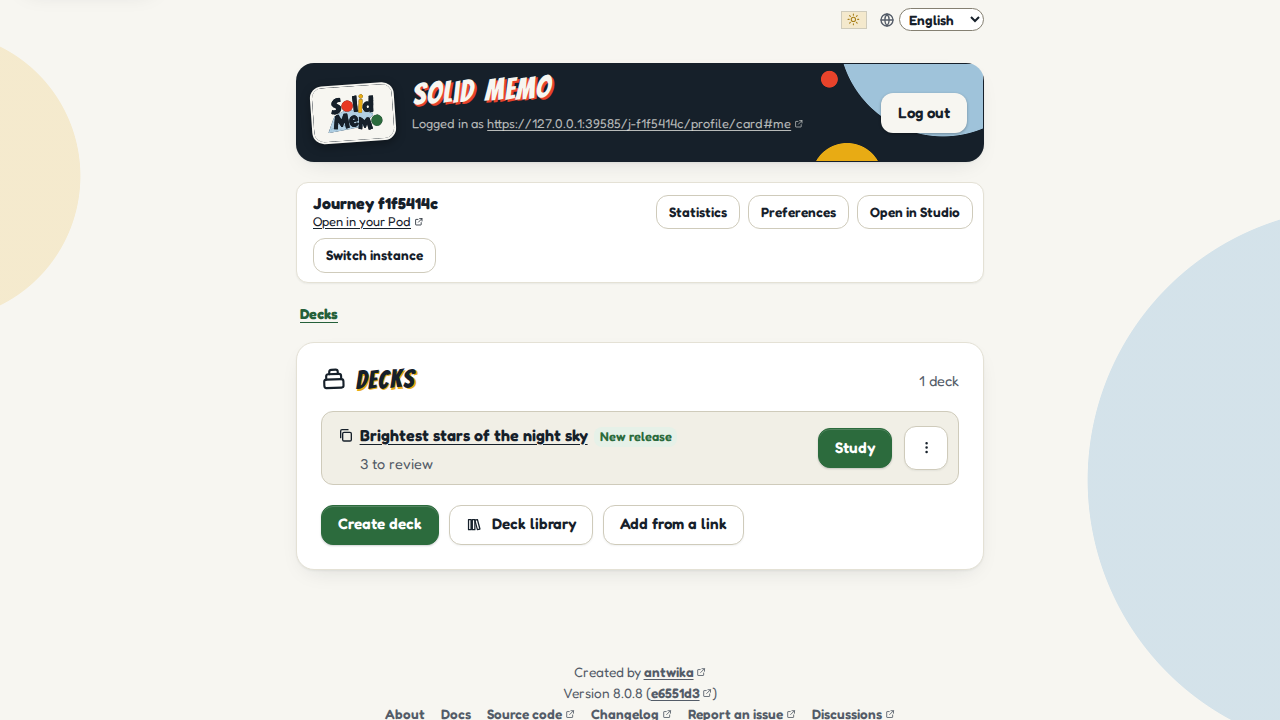 English
Solid Memo
SOLID MEMO
Logged in as https://127.0.0.1:39585/j-f1f5414c/profile/card#me
Log out
Journey f1f5414c
Open in your Pod
Statistics
Preferences
Open in Studio
Switch instance
Decks
DECKS
1 deck
Brightest stars of the night sky New release
3 to review
Study
Create deck
Deck library
Add from a link
Created by antwika
Version 8.0.8 (e6551d3)
About Docs Source code Changelog Report an issue Discussions